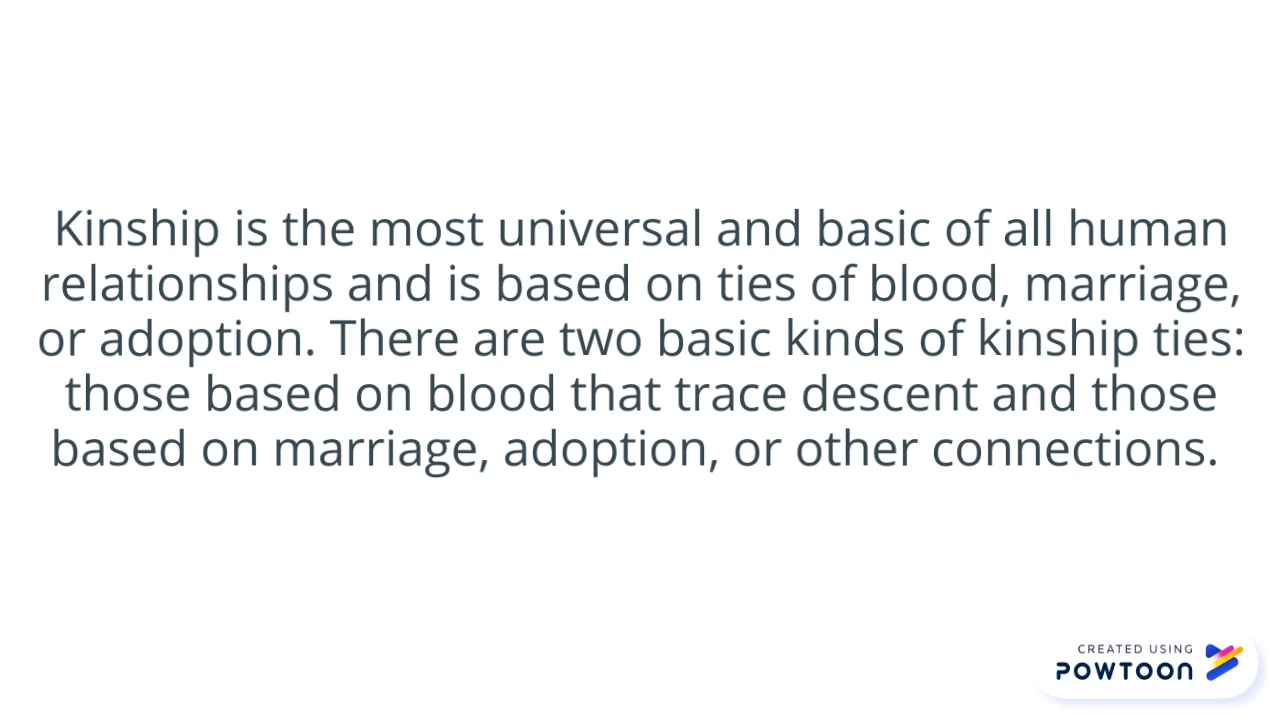 Kinship is the most universal and basic of all human
relationships and is based on ties of blood, marriage,
or adoption. There are two basic kinds of kinship ties:
those based on blood that trace descent and those
based on marriage, adoption, or other connections.
CREATED USING
POWTOON